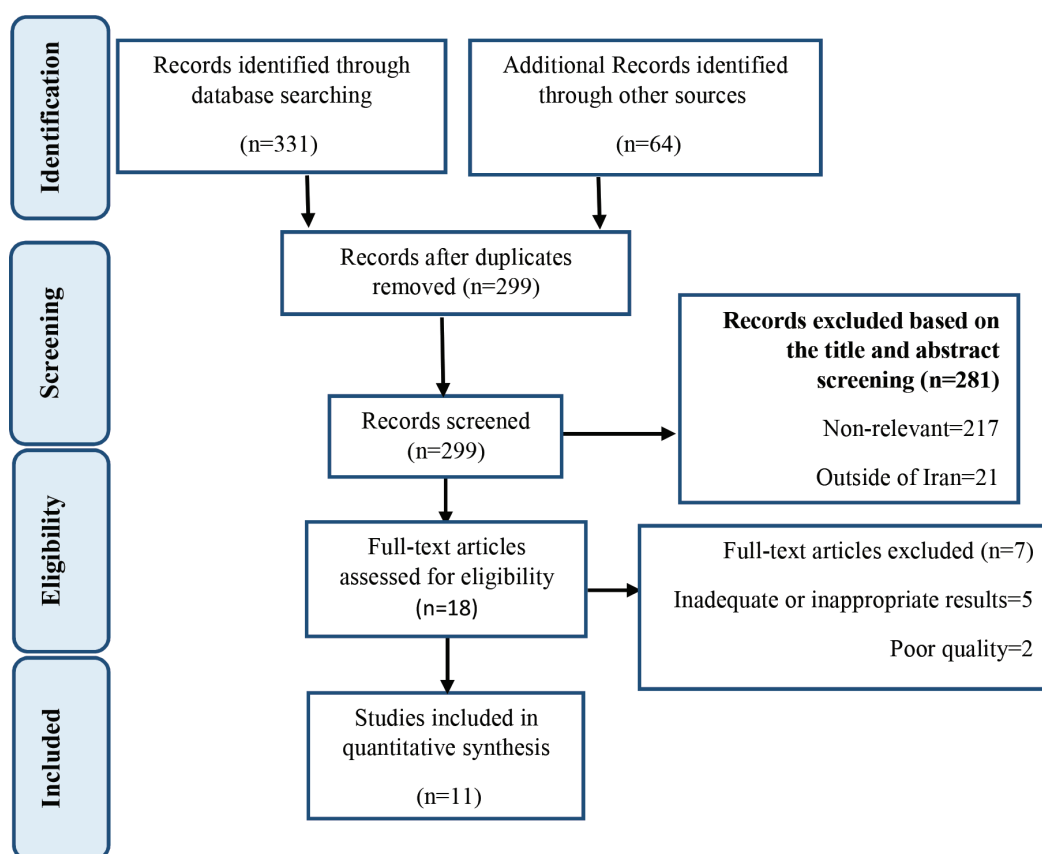 Identification
Records identified through
database searching
(n=331)
Additional Records identified
through other sources
(n=64)
Records after duplicates
removed (n=299)
Screening
Records excluded based on
the title and abstract
screening (n=281)
Non-relevant=217
Outside of Iran=21
Records screened
(n=299)
Eligibility
Full-text articles
assessed for eligibility
(n=18)
Full-text articles excluded (n=7)
Inadequate or inappropriate results=5
Poor quality=2
Included
Studies included in
quantitative synthesis
(n=11)